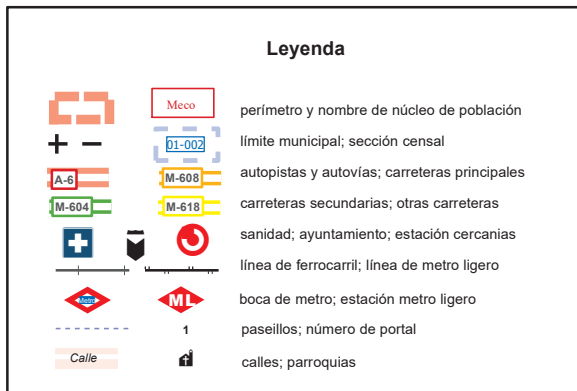 Leyenda
Meco perímetro y nombre de núcleo de población
01-002 límite municipal; sección censal
A-6 M-608 autopistas y autovías; carreteras principales
M-604 M-618 carreteras secundarias; otras carreteras
sanidad; ayuntamiento; estación cercanias
línea de ferrocarril; línea de metro ligero
Metro ML boca de metro; estación metro ligero
1 paseillos; número de portal
Calle calles; parroquias